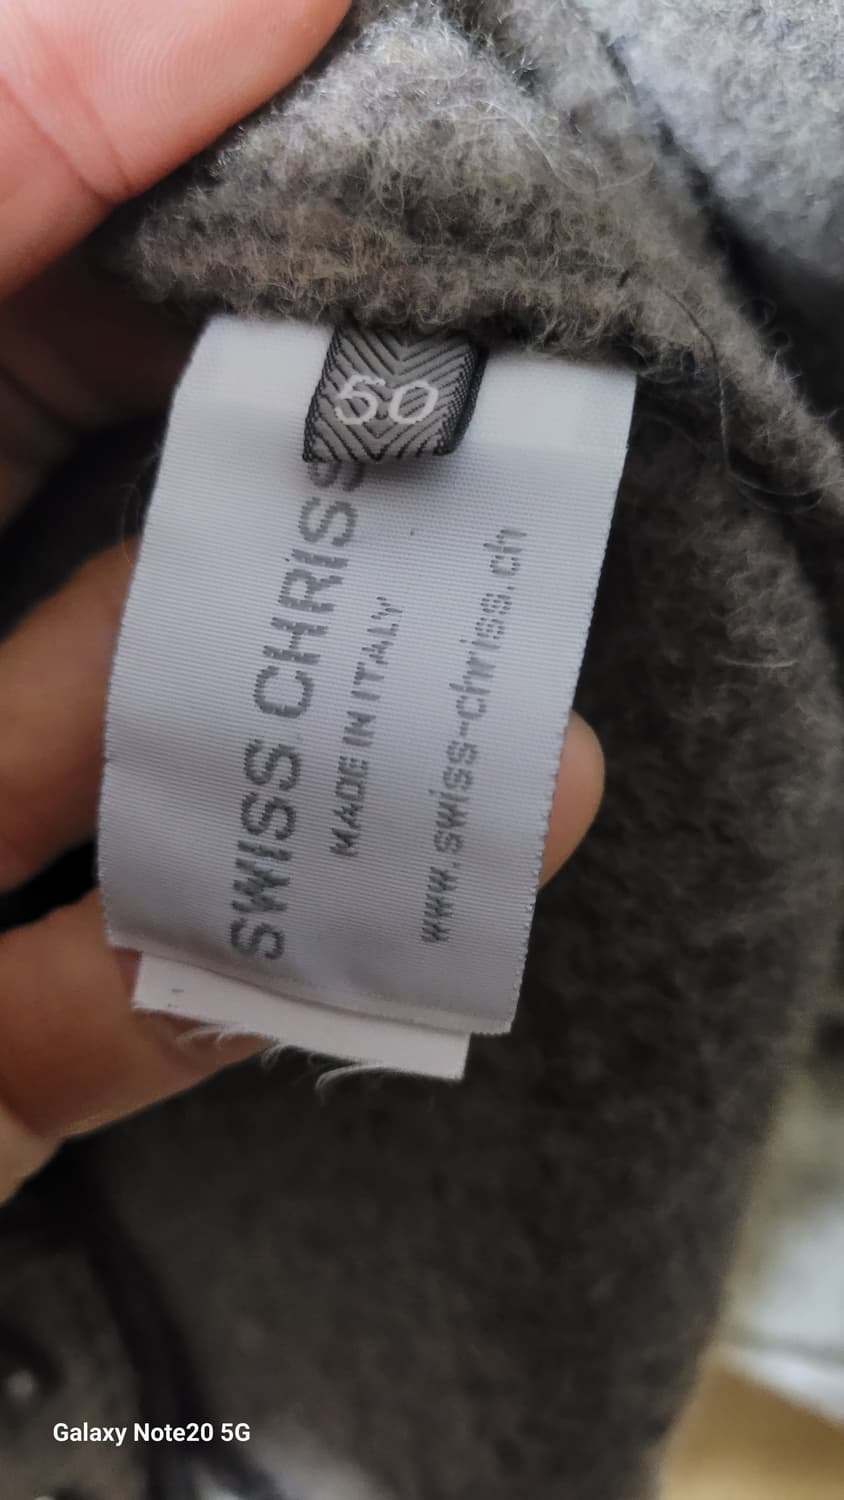 50
SWISS CHRISS
MADE IN ITALY
www.swiss-chriss.ch
Galaxy Note20 5G